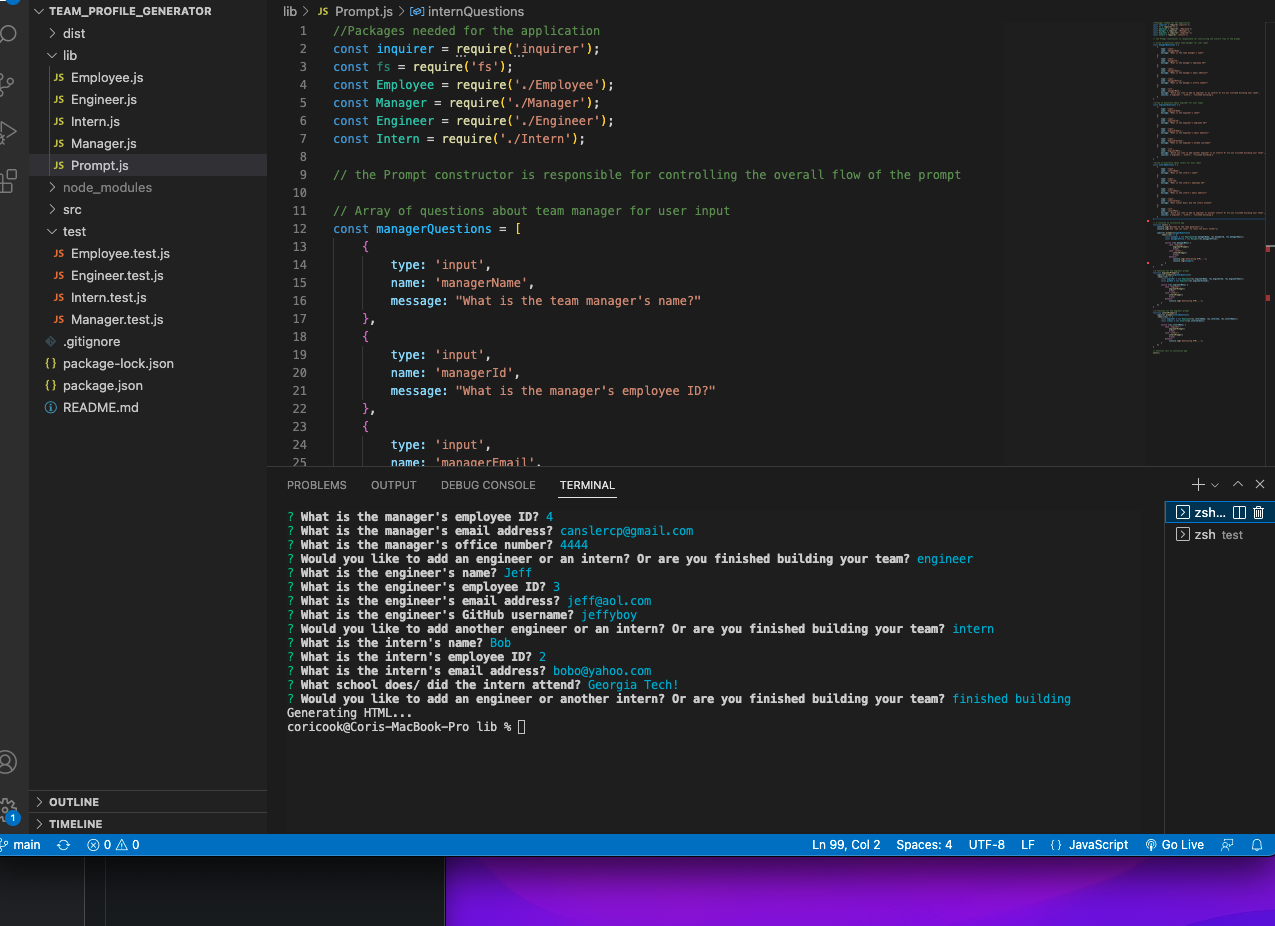 TEAM_PROFILE_GENERATOR
dist
lib
JS Employee.js
JS Engineer.js
JS Intern.js
JS Manager.js
JS Prompt.js
node_modules
src
test
JS Employee.test.js
JS Engineer.test.js
JS Intern.test.js
JS Manager.test.js
.gitignore
{} package-lock.json
{} package.json
README.md
OUTLINE
TIMELINE
lib > JS Prompt.js > internQuestions
1 //Packages needed for the application
2 const inquirer = require('inquirer');
3 const fs = require('fs');
4 const Employee = require('./Employee');
5 const Manager = require('./Manager');
6 const Engineer = require('./Engineer');
7 const Intern = require('./Intern');
8
9 // the Prompt constructor is responsible for controlling the overall flow of the prompt
10
11 // Array of questions about team manager for user input
12 const managerQuestions = [
13 {
14 type: 'input',
15 name: 'managerName',
16 message: "What is the team manager's name?"
17 },
18 {
19 type: 'input',
20 name: 'managerId',
21 message: "What is the manager's employee ID?"
22 },
23 {
24 type: 'input',
25 name: 'managerEmail',
PROBLEMS OUTPUT DEBUG CONSOLE TERMINAL
? What is the manager's employee ID? 4
? What is the manager's email address? canslercp@gmail.com
? What is the manager's office number? 4444
? Would you like to add an engineer or an intern? Or are you finished building your team? engineer
? What is the engineer's name? Jeff
? What is the engineer's employee ID? 3
? What is the engineer's email address? jeff@aol.com
? What is the engineer's GitHub username? jeffyboy
? Would you like to add another engineer or an intern? Or are you finished building your team? intern
? What is the intern's name? Bob
? What is the intern's employee ID? 2
? What is the intern's email address? bobo@yahoo.com
? What school does/ did the intern attend? Georgia Tech!
? Would you like to add an engineer or another intern? Or are you finished building your team? finished building
Generating HTML...
coricook@Coris-MacBook-Pro lib %
zsh...
zsh test
1
main 0 0 Ln 99, Col 2 Spaces: 4 UTF-8 LF {} JavaScript Go Live